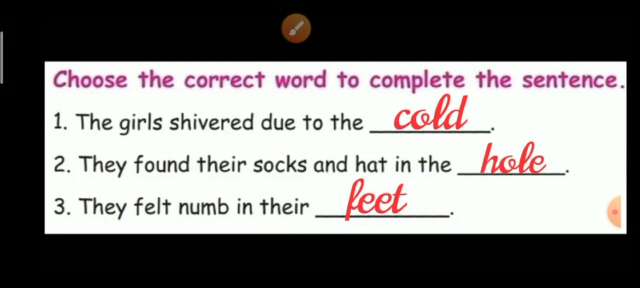 Choose the correct word to complete the sentence.
1. The girls shivered due to the cold.
2. They found their socks and hat in the hole.
3. They felt numb in their feet.